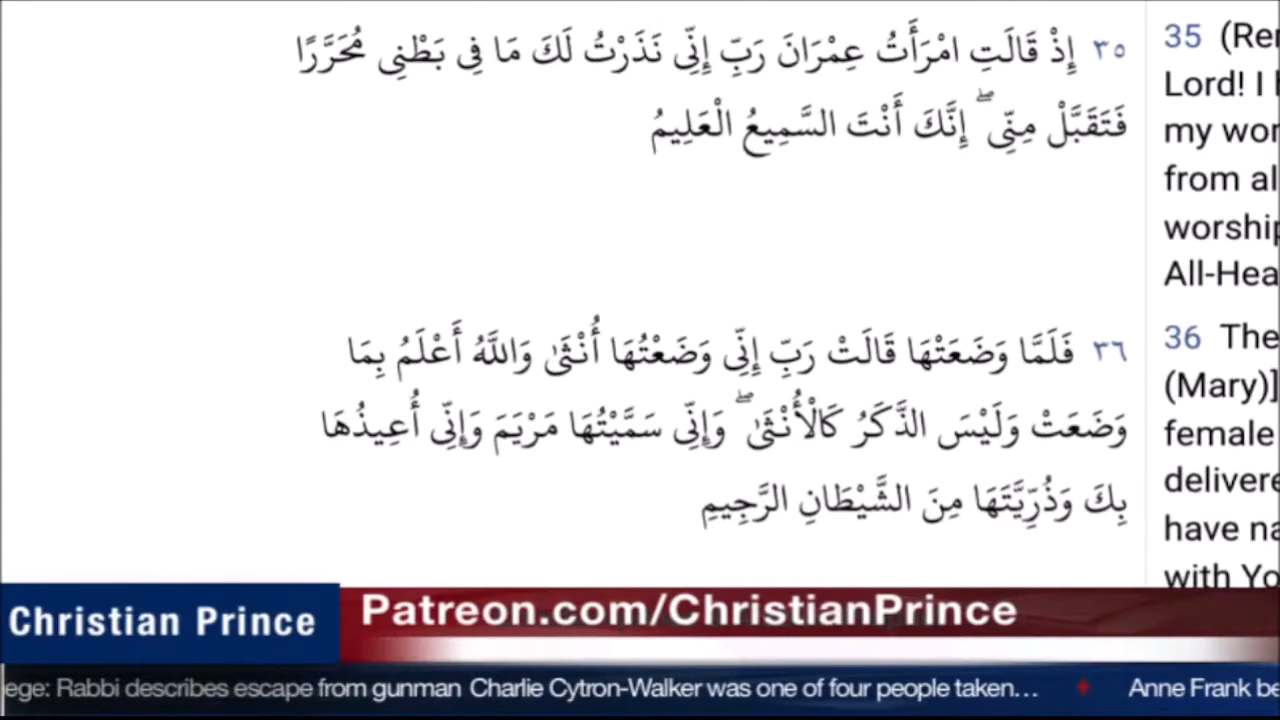 ٣٥ إِذْ قَالَتِ امْرَأَتُ عِمْرَانَ رَبِّ إِنِّي نَذَرْتُ لَكَ مَا فِي بَطْنِي مُحَرَّرًا
فَتَقَبَّلْ مِنِّي ۖ إِنَّكَ أَنْتَ السَّمِيعُ الْعَلِيمُ
35 (Rer
Lord! I h
my wor
from al
worship
All-Hea
٣٦ فَلَمَّا وَضَعَتْهَا قَالَتْ رَبِّ إِنِّي وَضَعْتُهَا أُنْثَىٰ وَاللَّهُ أَعْلَمُ بِمَا
وَضَعَتْ وَلَيْسَ الذَّكَرُ كَالْأُنْثَىٰ ۖ وَإِنِّي سَمَّيْتُهَا مَرْيَمَ وَإِنِّي أُعِيذُهَا
بِكَ وَذُرِّيَّتَهَا مِنَ الشَّيْطَانِ الرَّجِيمِ
36 The
(Mary)]
female
delivere
have na
with Yo
Christian Prince
Patreon.com/ChristianPrince
ege: Rabbi describes escape from gunman Charlie Cytron-Walker was one of four people taken... Anne Frank be